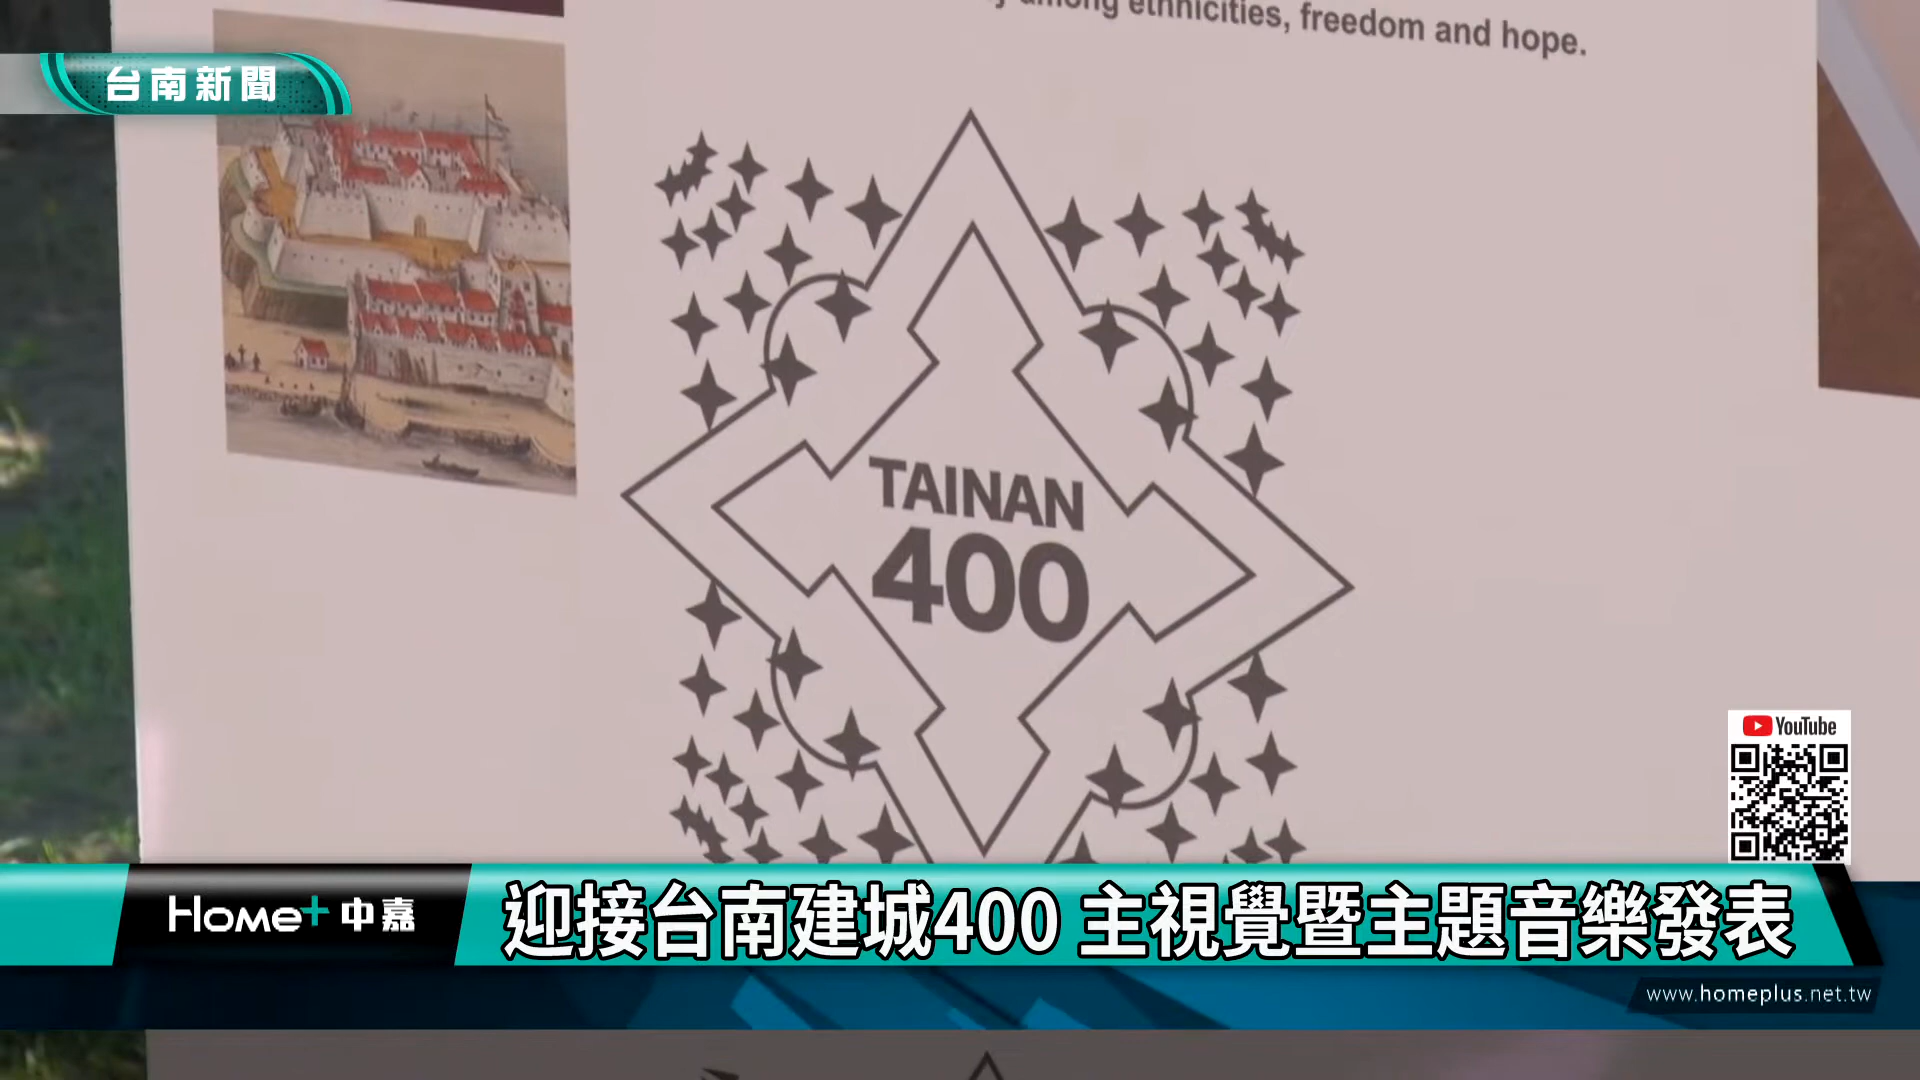 among ethnicities, freedom and hope.
台南新聞
TAINAN
400
YouTube
Home+ 中嘉
迎接台南建城400 主視覺暨主題音樂發表
www.homeplus.net.tw